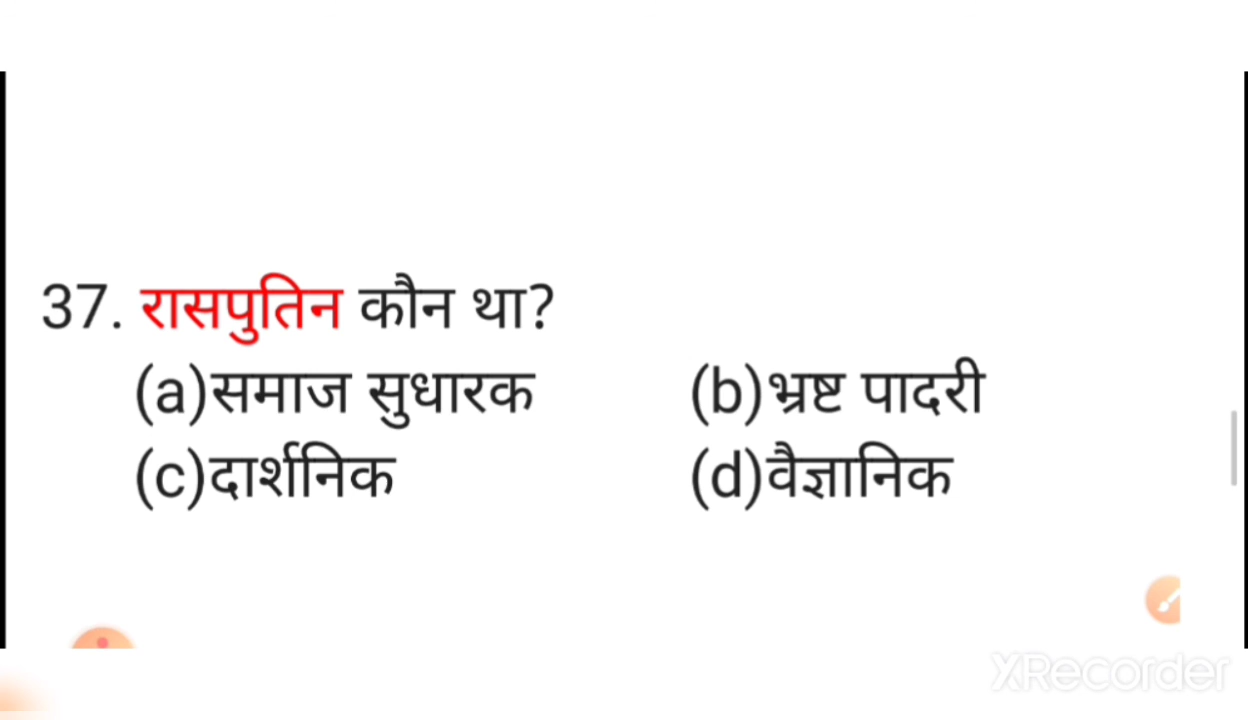 37. रासपुतिन कौन था?
(a)समाज सुधारक (b)भ्रष्ट पादरी
(c)दार्शनिक (d)वैज्ञानिक
XRecorder